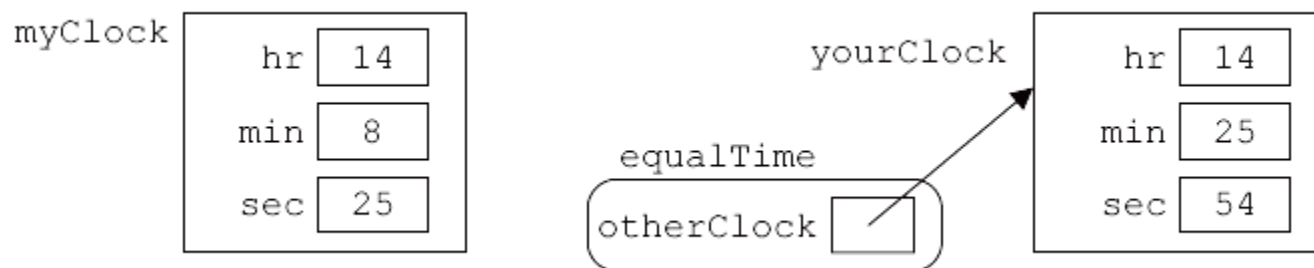 myClock
hr 14
min 8
sec 25
equalTime
otherClock
yourClock
hr 14
min 25
sec 54